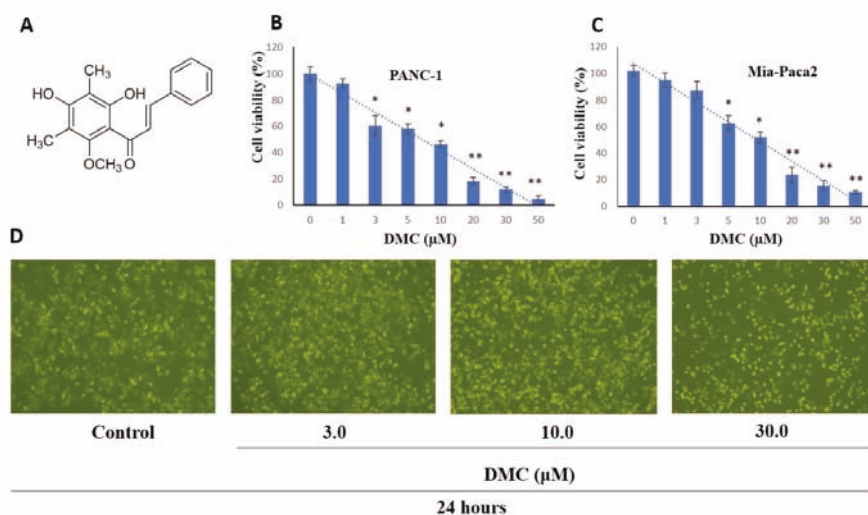 A
CH₃
HO
OH
H₃C
OCH₃
O
B
PANC-1
Cell viability (%)
120
100
80
60
40
20
0
*
*
+
**
**
**
0 1 3 5 10 20 30 50
DMC (μM)
C
Mia-Paca2
Cell viability (%)
120
100
80
60
40
20
0
*
*
**
**
**
0 1 3 5 10 20 30 50
DMC (μM)
D
Control 3.0 10.0 30.0
DMC (μM)
24 hours